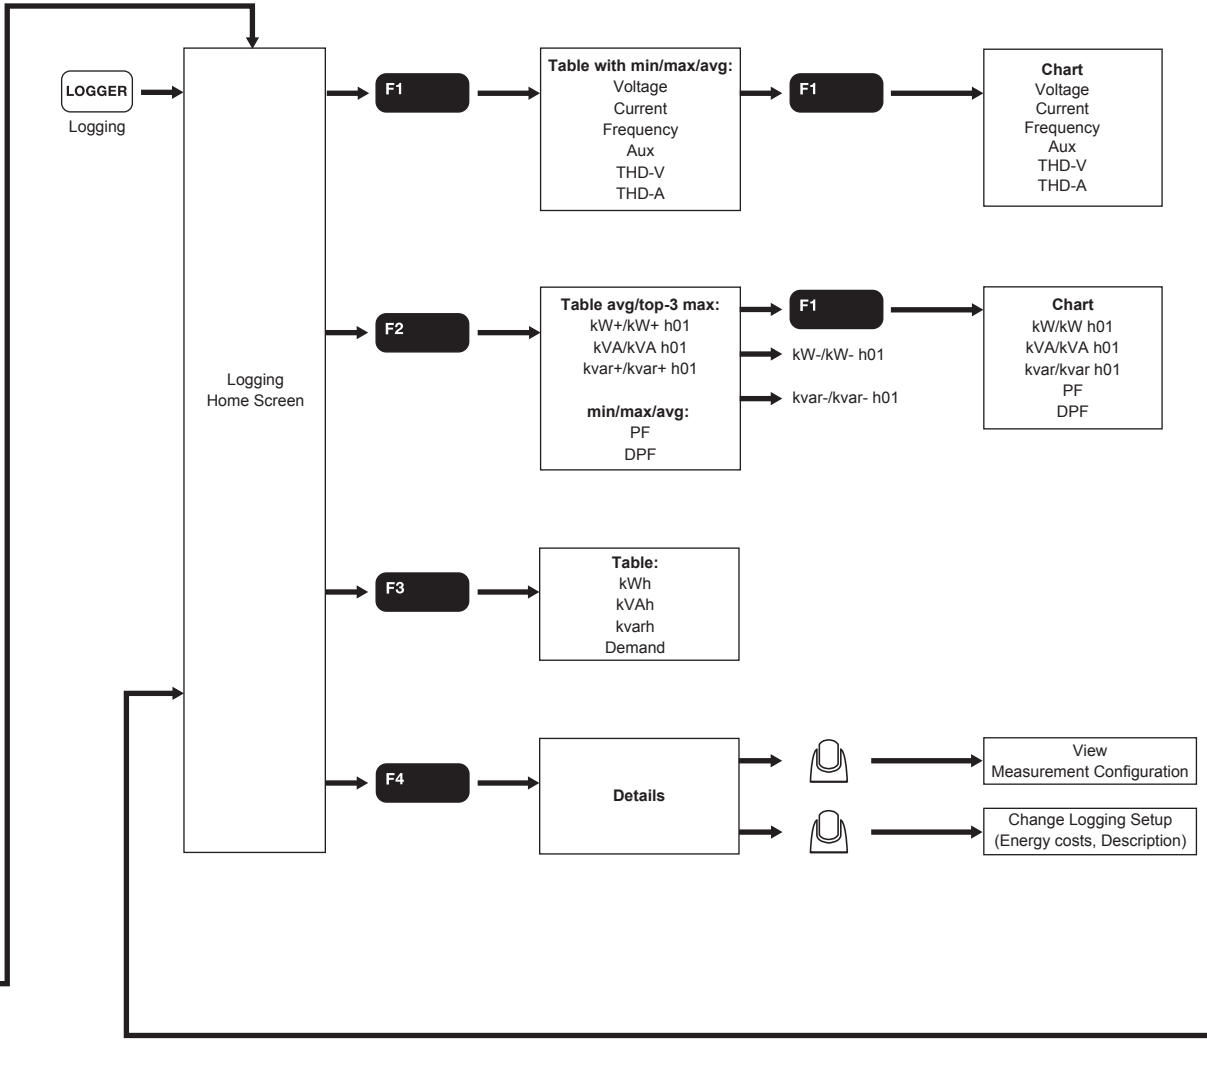 LOGGER
Logging
Logging
Home Screen
F1
Table with min/max/avg:
Voltage
Current
Frequency
Aux
THD-V
THD-A
F1
Chart
Voltage
Current
Frequency
Aux
THD-V
THD-A
F2
Table avg/top-3 max:
kW+/kW+ h01
kVA/kVA h01
kvar+/kvar+ h01
min/max/avg:
PF
DPF
F1
kW-/kW- h01
kvar-/kvar- h01
Chart
kW/kW h01
kVA/kVA h01
kvar/kvar h01
PF
DPF
F3
Table:
kWh
kVAh
kvarh
Demand
F4
Details
View
Measurement Configuration
Change Logging Setup
(Energy costs, Description)